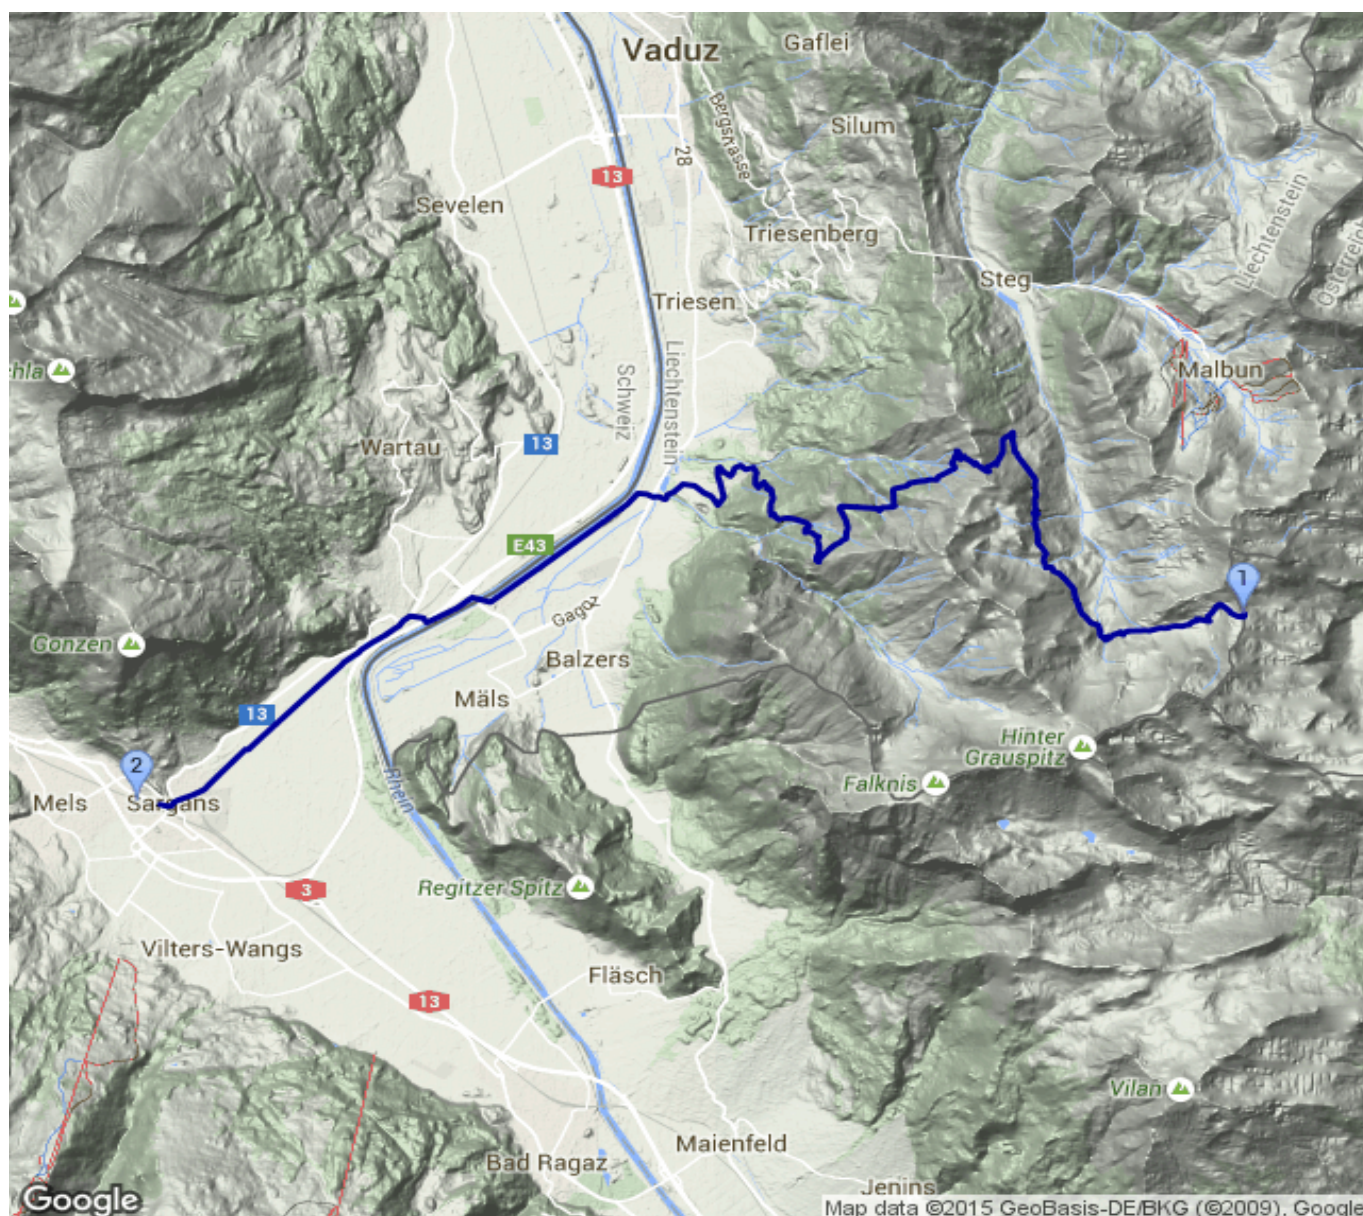 Vaduz
Gaflei
Bergstrasse
Silum
28
13
Sevelen
Triesenberg
Liechtenstein
Österreich
Steg
Triesen
Liechtenstein
Schweiz
chla
Malbun
Wartau
13
E43
1
Gagoz
Gonzen
Balzers
Mäls
13
Hinter
Grauspitz
2
Rhein
Falknis
Mels
Sargans
3
Regitzer Spitz
Vilters-Wangs
Fläsch
13
Vilan
Maienfeld
Bad Ragaz
Jenins
Google
Map data ©2015 GeoBasis-DE/BKG (©2009), Google